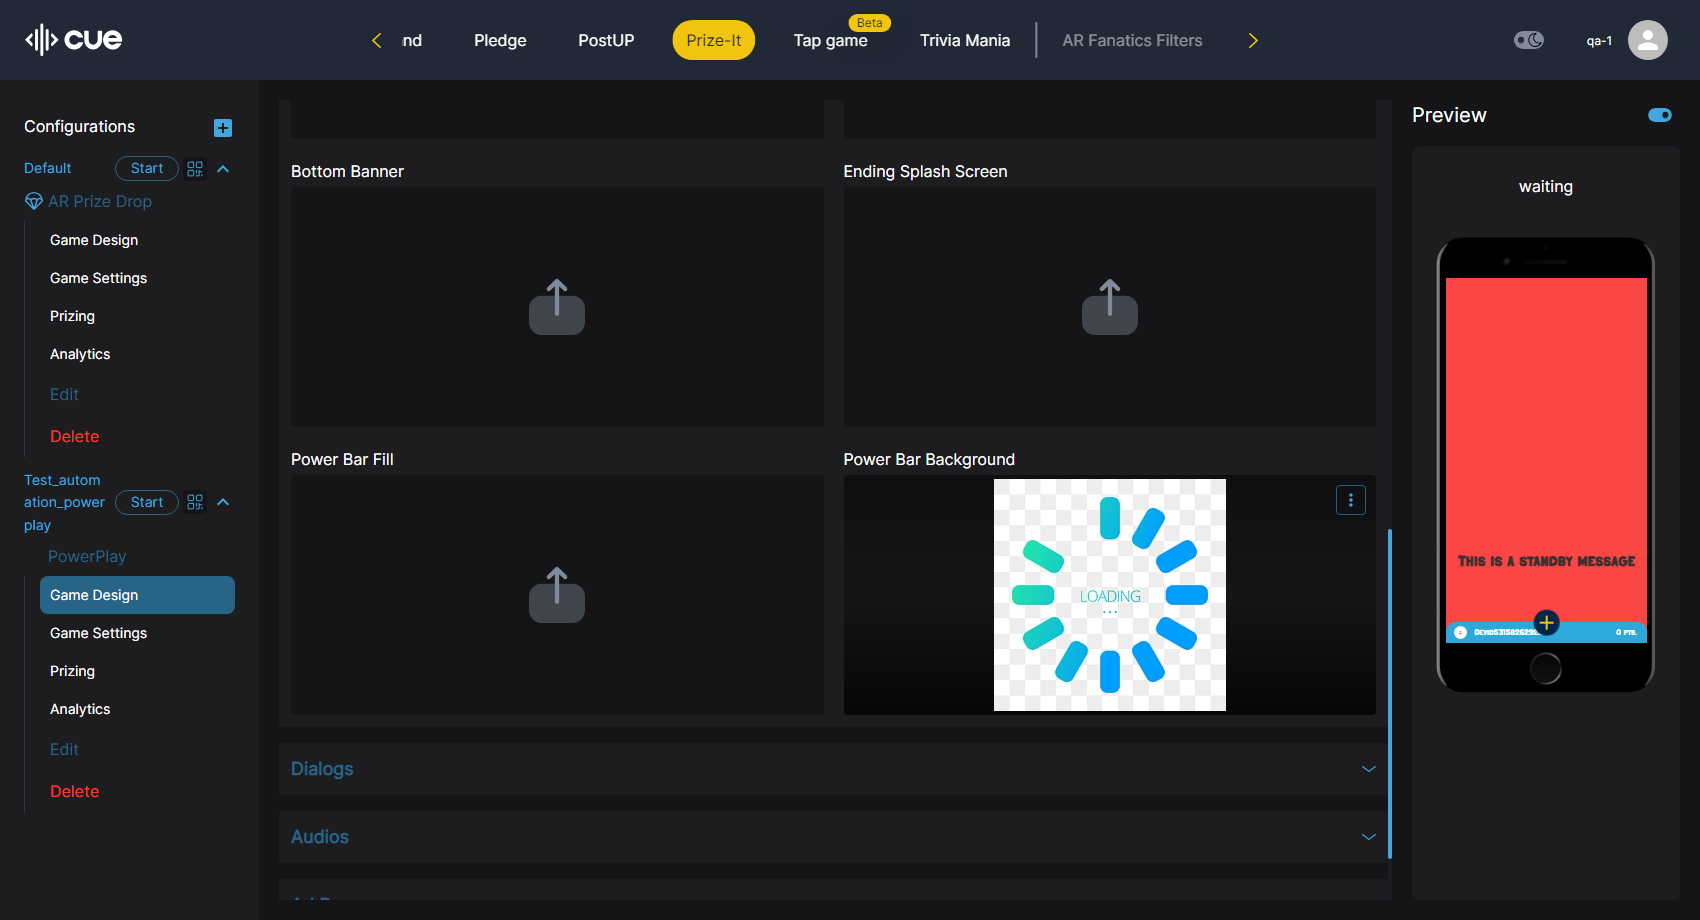 cue
nd
Pledge
PostUP
Prize-It
Beta
Tap game
Trivia Mania
AR Fanatics Filters
qa-1
Configurations
Default
Start
AR Prize Drop
Game Design
Game Settings
Prizing
Analytics
Edit
Delete
Test_autom
ation_power
play
Start
PowerPlay
Game Design
Game Settings
Prizing
Analytics
Edit
Delete
Bottom Banner
Ending Splash Screen
Power Bar Fill
Power Bar Background
LOADING
...
Dialogs
Audios
Preview
waiting
THIS IS A STANDBY MESSAGE
0 PTS.